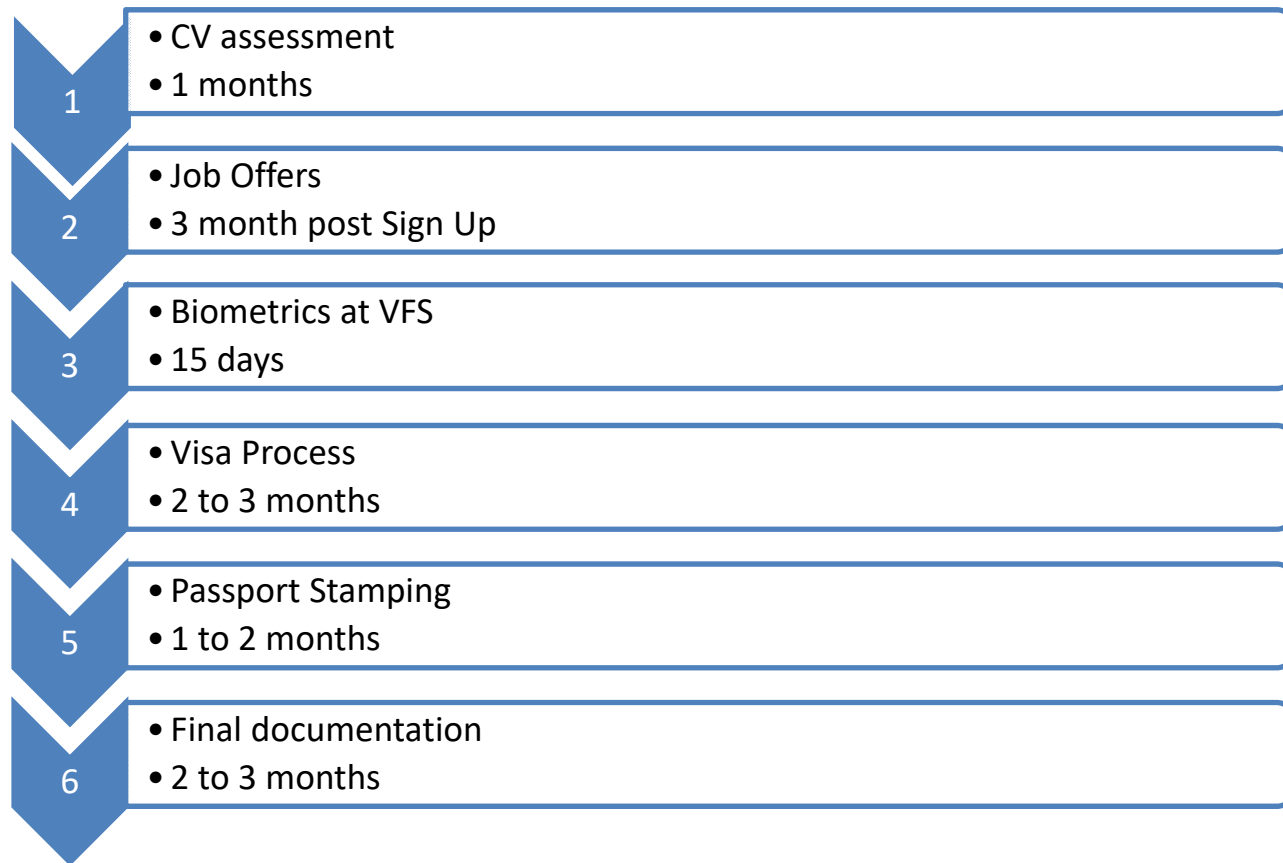 1
• CV assessment
• 1 months
2
• Job Offers
• 3 month post Sign Up
3
• Biometrics at VFS
• 15 days
4
• Visa Process
• 2 to 3 months
5
• Passport Stamping
• 1 to 2 months
6
• Final documentation
• 2 to 3 months